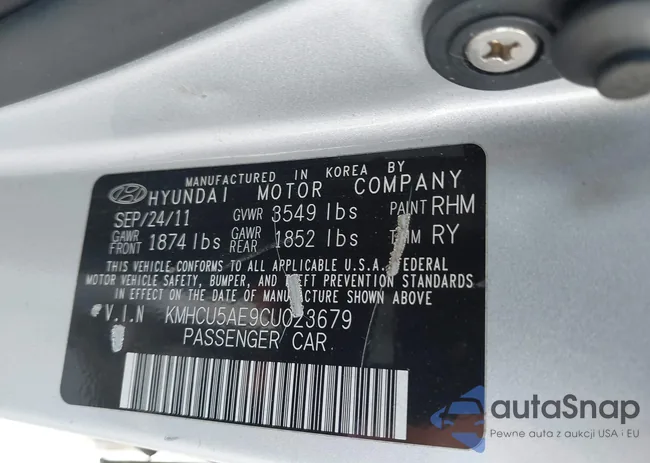 MANUFACTURED IN KOREA BY
HYUNDAI MOTOR COMPANY
SEP/24/11 GVWR 3549 lbs PAINT RHM
GAWR FRONT 1874 lbs GAWR REAR 1852 lbs TRIM RY
THIS VEHICLE CONFORMS TO ALL APPLICABLE U.S.A. FEDERAL
MOTOR VEHICLE SAFETY, BUMPER, AND THEFT PREVENTION STANDARDS
IN EFFECT ON THE DATE OF MANUFACTURE SHOWN ABOVE
V.I.N KMHCU5AE9CU023679
PASSENGER CAR
autaSnap
Pewne auta z aukcji USA i EU